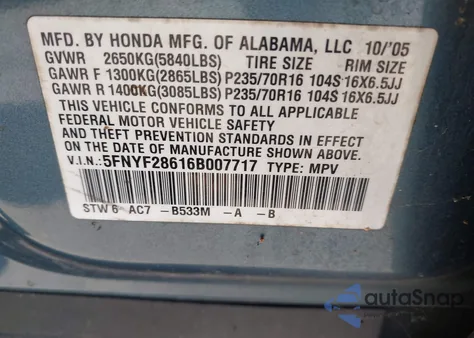 MFD. BY HONDA MFG. OF ALABAMA, LLC 10/'05
GVWR 2650KG(5840LBS) TIRE SIZE RIM SIZE
GAWR F 1300KG(2865LBS) P235/70R16 104S 16X6.5JJ
GAWR R 1400KG(3085LBS) P235/70R16 104S 16X6.5JJ
THIS VEHICLE CONFORMS TO ALL APPLICABLE
FEDERAL MOTOR VEHICLE SAFETY
AND THEFT PREVENTION STANDARDS IN EFFECT
ON THE DATE OF MANUFACTURE SHOWN ABOVE.
V.I.N.: 5FNYF28616B007717 TYPE: MPV
STW 6 AC7 -B533M -A -B
autoSnap